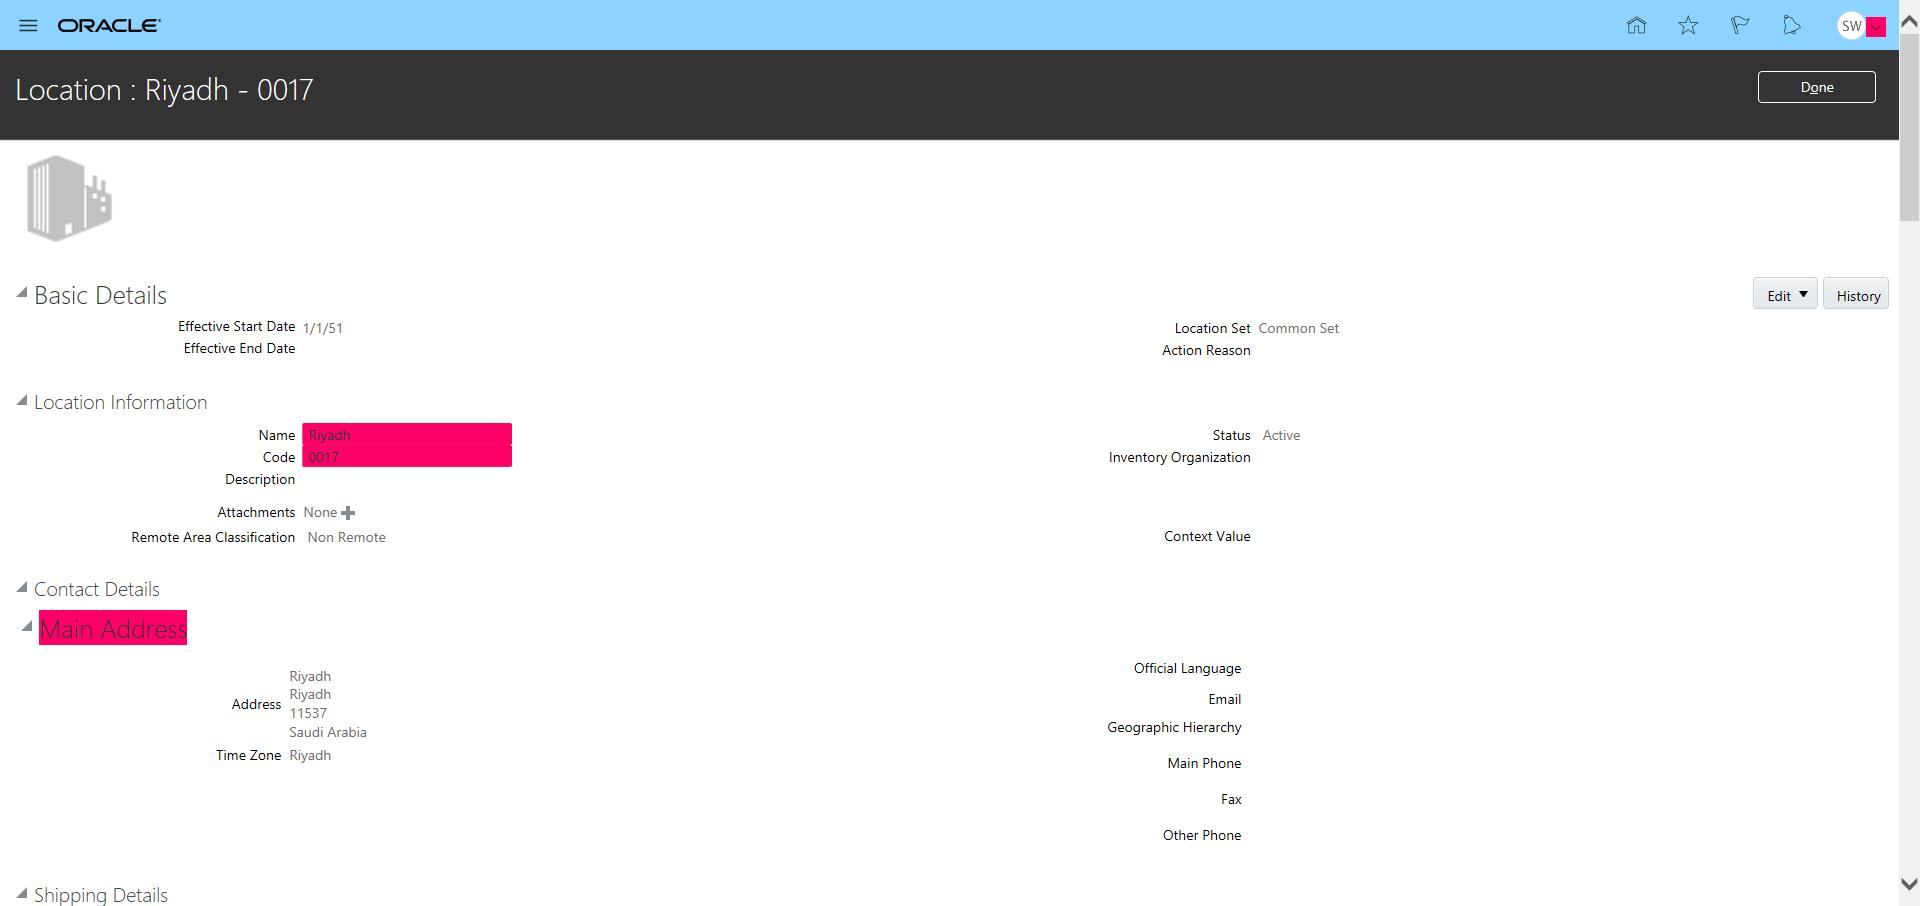 ORACLE
SW
Location : Riyadh - 0017
Done
Basic Details
Edit
History
Effective Start Date 1/1/51
Location Set Common Set
Effective End Date
Action Reason
Location Information
Name Riyadh
Status Active
Code 0017
Inventory Organization
Description
Attachments None
Remote Area Classification Non Remote
Context Value
Contact Details
Main Address
Address
Riyadh
Riyadh
11537
Saudi Arabia
Time Zone Riyadh
Official Language
Email
Geographic Hierarchy
Main Phone
Fax
Other Phone
Shipping Details